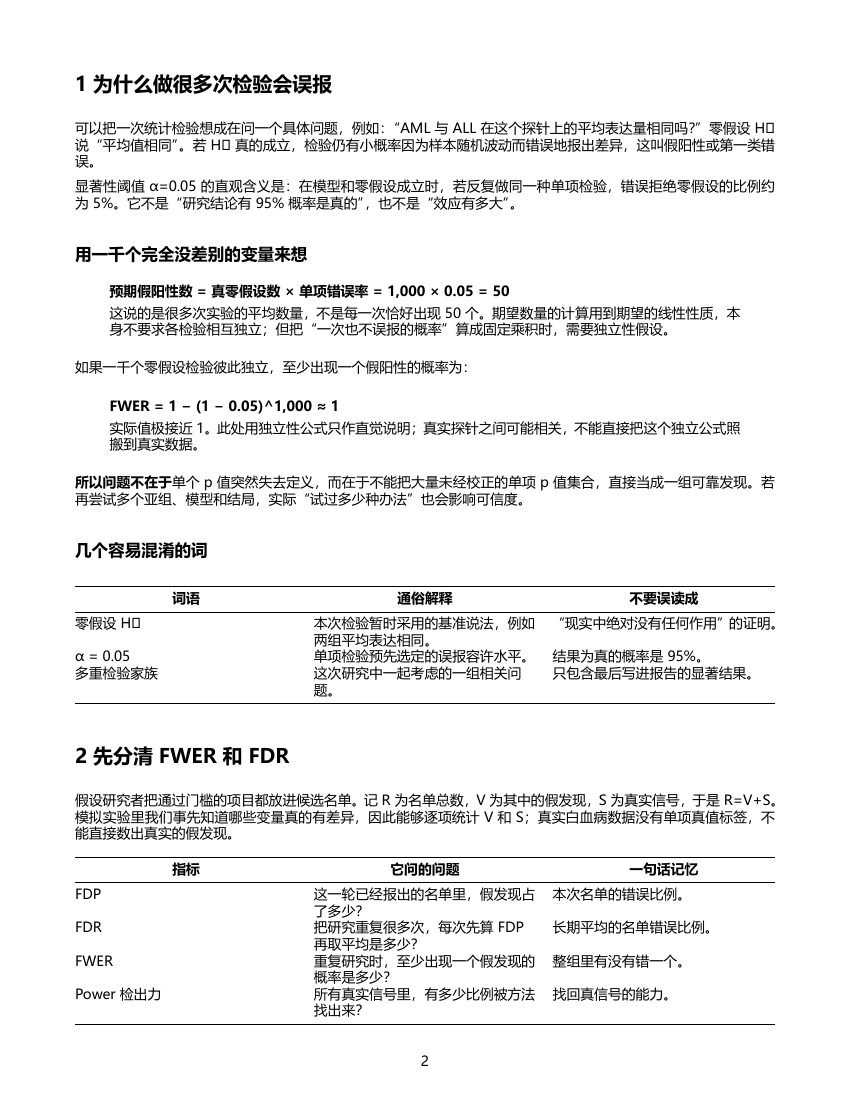 1 为什么做很多次检验会误报
可以把一次统计检验想成在问一个具体问题，例如：“AML 与 ALL 在这个探针上的平均表达量相同吗?” 零假设 H□
说“平均值相同”。若 H□ 真的成立，检验仍有小概率因为样本随机波动而错误地报出差异，这叫假阳性或第一类错
误。
显著性阈值 α=0.05 的直观含义是：在模型和零假设成立时，若反复做同一种单项检验，错误拒绝零假设的比例约
为 5%。它不是“研究结论有 95% 概率是真的”，也不是“效应有多大”。
用一千个完全没差别的变量来想
预期假阳性数 = 真零假设数 × 单项错误率 = 1,000 × 0.05 = 50
这说的是很多次实验的平均数量，不是每一次恰好出现 50 个。期望数量的计算用到期望的线性性质，本
身不要求各检验相互独立；但把“一次也不误报的概率”算成固定乘积时，需要独立性假设。
如果一千个零假设检验彼此独立，至少出现一个假阳性的概率为：
FWER = 1 − (1 − 0.05)^1,000 ≈ 1
实际值极接近 1。此处用独立性公式只作直觉说明；真实探针之间可能相关，不能直接把这个独立公式照
搬到真实数据。
所以问题不在于单个 p 值突然失去定义，而在于不能把大量未经校正的单项 p 值集合，直接当成一组可靠发现。若
再尝试多个亚组、模型和结局，实际“试过多少种办法”也会影响可信度。
几个容易混淆的词
词语 通俗解释 不要误读成
零假设 H□ 本次检验暂时采用的基准说法，例如 “现实中绝对没有任何作用”的证明。
两组平均表达相同。
α = 0.05 单项检验预先选定的误报容许水平。 结果为真的概率是 95%。
多重检验家族 这次研究中一起考虑的一组相关问 只包含最后写进报告的显著结果。
题。
2 先分清 FWER 和 FDR
假设研究者把通过门槛的项目都放进候选名单。记 R 为名单总数，V 为其中的假发现，S 为真实信号，于是 R=V+S。
模拟实验里我们事先知道哪些变量真的有差异，因此能够逐项统计 V 和 S；真实白血病数据没有单项真值标签，不
能直接数出真实的假发现。
指标 它问的问题 一句话记忆
FDP 这一轮已经报出的名单里，假发现占 本次名单的错误比例。
了多少?
FDR 把研究重复很多次，每次先算 FDP 长期平均的名单错误比例。
再取平均是多少?
FWER 重复研究时，至少出现一个假发现的 整组里有没有错一个。
概率是多少?
Power 检出力 所有真实信号里，有多少比例被方法 找回真信号的能力。
找出来?
2